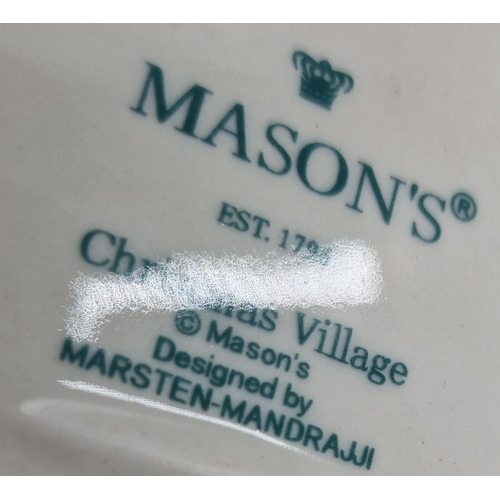 MASON'S®
EST.
Village
© Mason's
Designed by
MARSTEN-MANDRAJJI